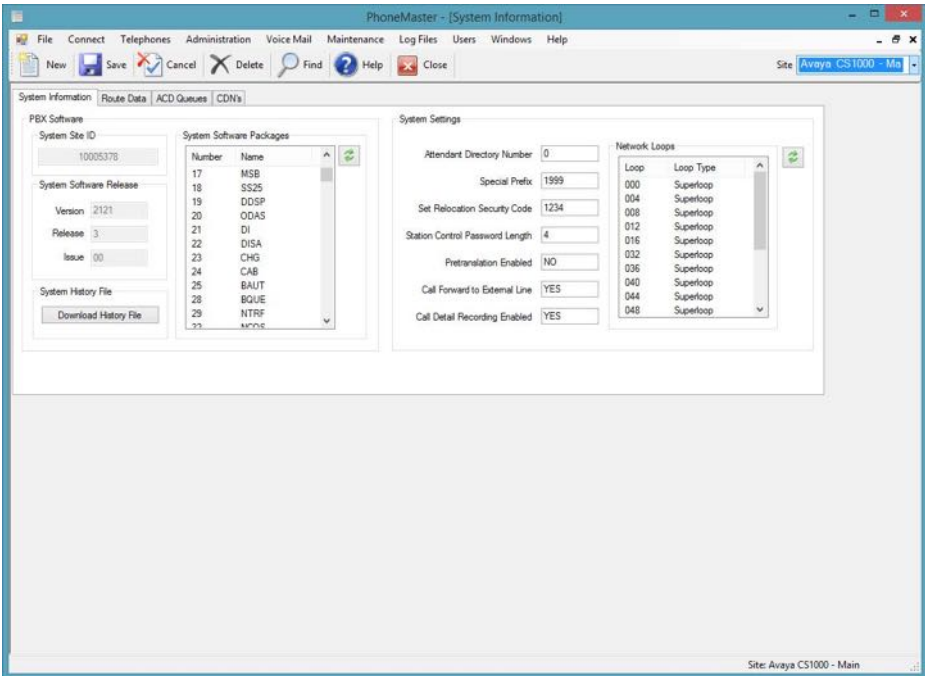 PhoneMaster - [System Information]
File Connect Telephones Administration Voice Mail Maintenance Log Files Users Windows Help
New Save Cancel Delete Find Help Close Site Avaya CS1000 - Ma
System Information Route Data ACD Queues CDN's
PBX Software
System Site ID
10005378
System Software Release
Version 2121
Release 3
Issue 00
System History File
Download History File
System Software Packages
Number Name
17 MSB
18 SS25
19 DDSP
20 ODAS
21 DI
22 DISA
23 CHG
24 CAB
25 BAUT
28 BQUE
29 NTRF
System Settings
Attendant Directory Number 0
Special Prefix 1999
Set Relocation Security Code 1234
Station Control Password Length 4
Pretranslation Enabled NO
Call Forward to External Line YES
Call Detail Recording Enabled YES
Network Loops
Loop Loop Type
000 Superloop
004 Superloop
008 Superloop
012 Superloop
016 Superloop
032 Superloop
036 Superloop
040 Superloop
044 Superloop
048 Superloop
Site: Avaya CS1000 - Main